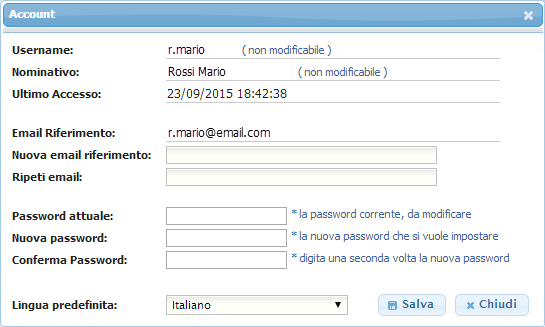 Account
Username: r.mario ( non modificabile )
Nominativo: Rossi Mario ( non modificabile )
Ultimo Accesso: 23/09/2015 18:42:38
Email Riferimento: r.mario@email.com
Nuova email riferimento:
Ripeti email:
Password attuale: * la password corrente, da modificare
Nuova password: * la nuova password che si vuole impostare
Conferma Password: * digita una seconda volta la nuova password
Lingua predefinita: Italiano Salva Chiudi